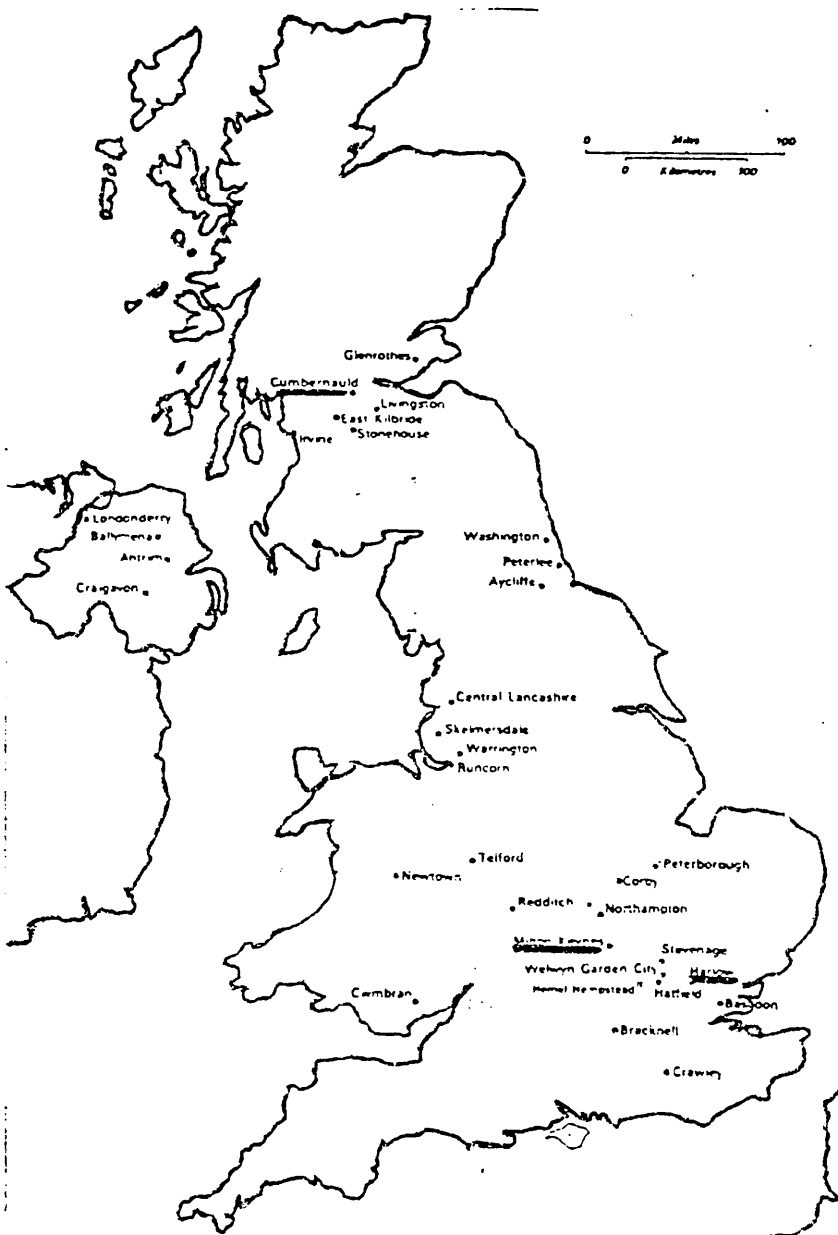 0 Miles 100
0 Kilometres 100
Glenrothes
Cumbernauld
Livingston
East Kilbride
Stonehouse
Irvine
Londonderry
Ballymena
Antrim
Craigavon
Washington
Peterlee
Aycliffe
Central Lancashire
Skelmersdale
Warrington
Runcorn
Telford
Newtown
Peterborough
Corby
Redditch
Northampton
Milton Keynes
Stevenage
Welwyn Garden City
Harlow
Hemel Hempstead
Hatfield
Basildon
Cwmbran
Bracknell
Crawley